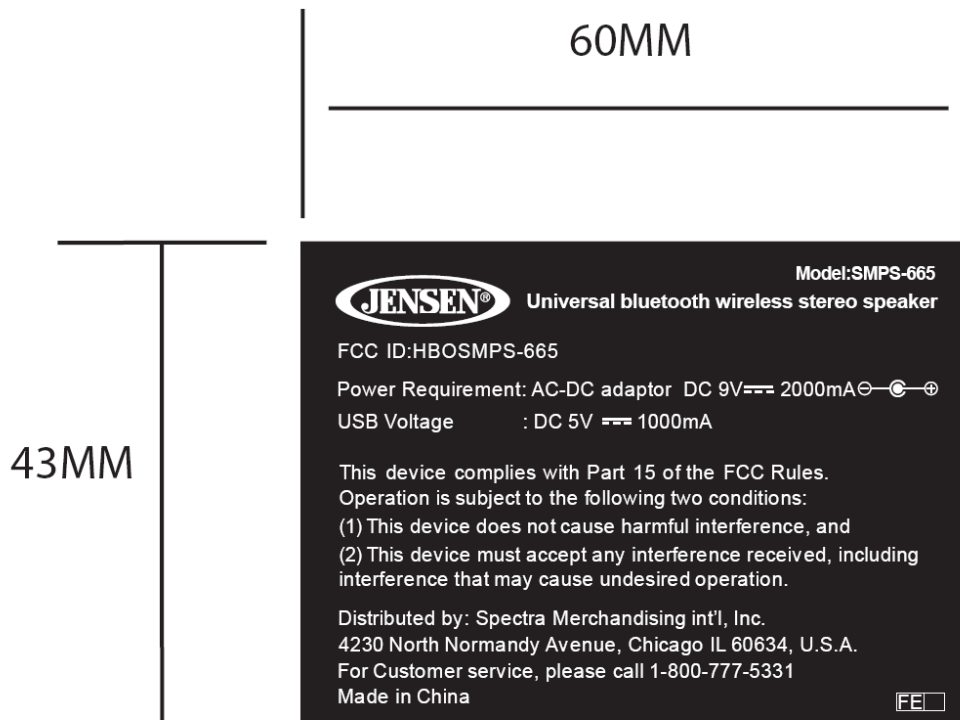 60MM
43MM
Model:SMPS-665
JENSEN®
Universal bluetooth wireless stereo speaker
FCC ID:HBOSMPS-665
Power Requirement: AC-DC adaptor DC 9V⎓ 2000mA
USB Voltage : DC 5V ⎓ 1000mA
This device complies with Part 15 of the FCC Rules.
Operation is subject to the following two conditions:
(1) This device does not cause harmful interference, and
(2) This device must accept any interference received, including
interference that may cause undesired operation.
Distributed by: Spectra Merchandising int'l, Inc.
4230 North Normandy Avenue, Chicago IL 60634, U.S.A.
For Customer service, please call 1-800-777-5331
Made in China
FE